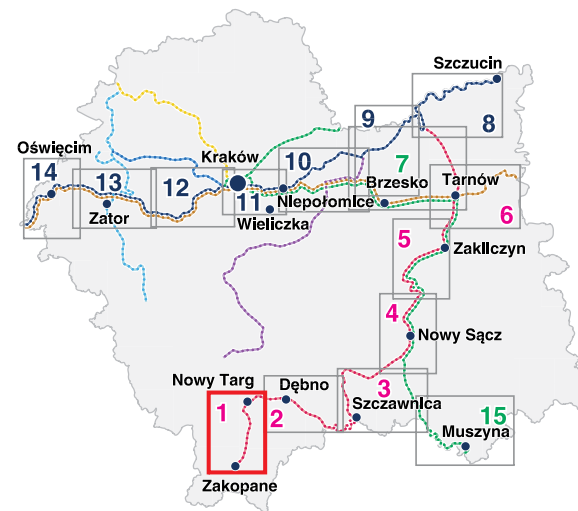 Szczucin
9
8
Oświęcim
Kraków
10
7
14
13
12
11
Brzesko
Tarnów
Niepołomice
Zator
Wieliczka
6
5
Zakliczyn
4
Nowy Sącz
Nowy Targ
Dębno
3
1
2
Szczawnica
15
Muszyna
Zakopane